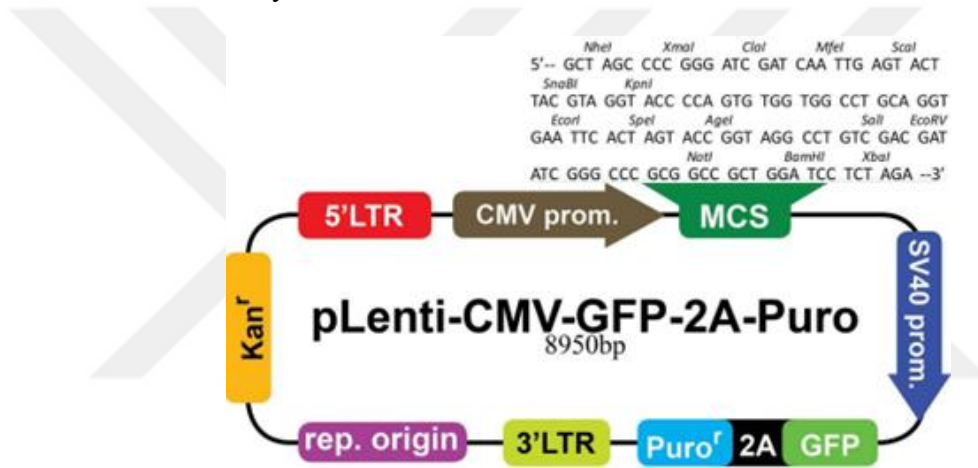 NheI XmaI ClaI MfeI ScaI
5'-- GCT AGC CCC GGG ATC GAT CAA TTG AGT ACT
SnaBI KpnI
TAC GTA GGT ACC CCA GTG TGG TGG CCT GCA GGT
EcorI SpeI AgeI SalI EcoRV
GAA TTC ACT AGT ACC GGT AGG CCT GTC GAC GAT
NotI BamHI XbaI
ATC GGG CCC GCG GCC GCT GGA TCC TCT AGA --3'
5'LTR CMV prom. MCS
SV40 prom.
Kanʳ
pLenti-CMV-GFP-2A-Puro
8950bp
rep. origin 3'LTR Puroʳ 2A GFP